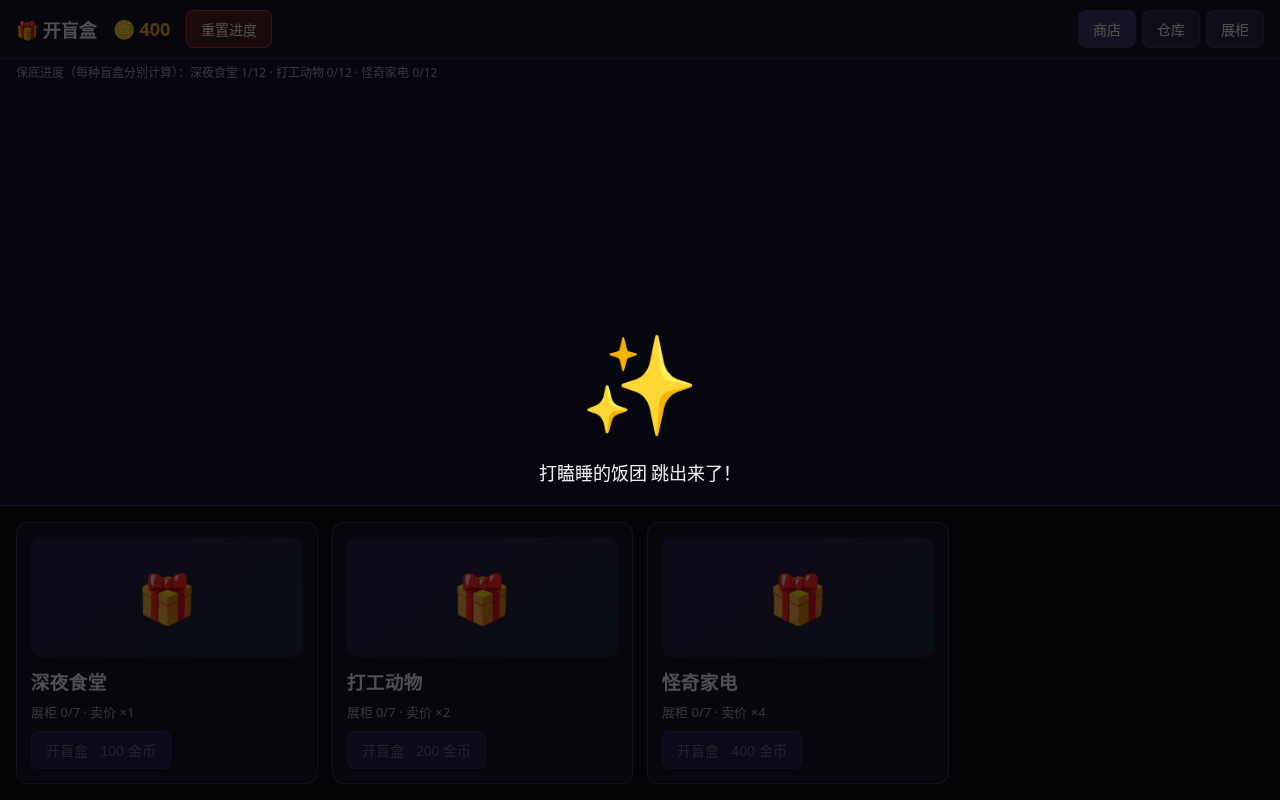 🎁 开盲盒 🪙 400 重置进度 商店 仓库 展柜
保底进度（每种盲盒分别计算）：深夜食堂 1/12 · 打工动物 0/12 · 怪奇家电 0/12
打瞌睡的饭团 跳出来了！
深夜食堂
展柜 0/7 · 卖价 ×1
开盲盒 · 100 金币
打工动物
展柜 0/7 · 卖价 ×2
开盲盒 · 200 金币
怪奇家电
展柜 0/7 · 卖价 ×4
开盲盒 · 400 金币